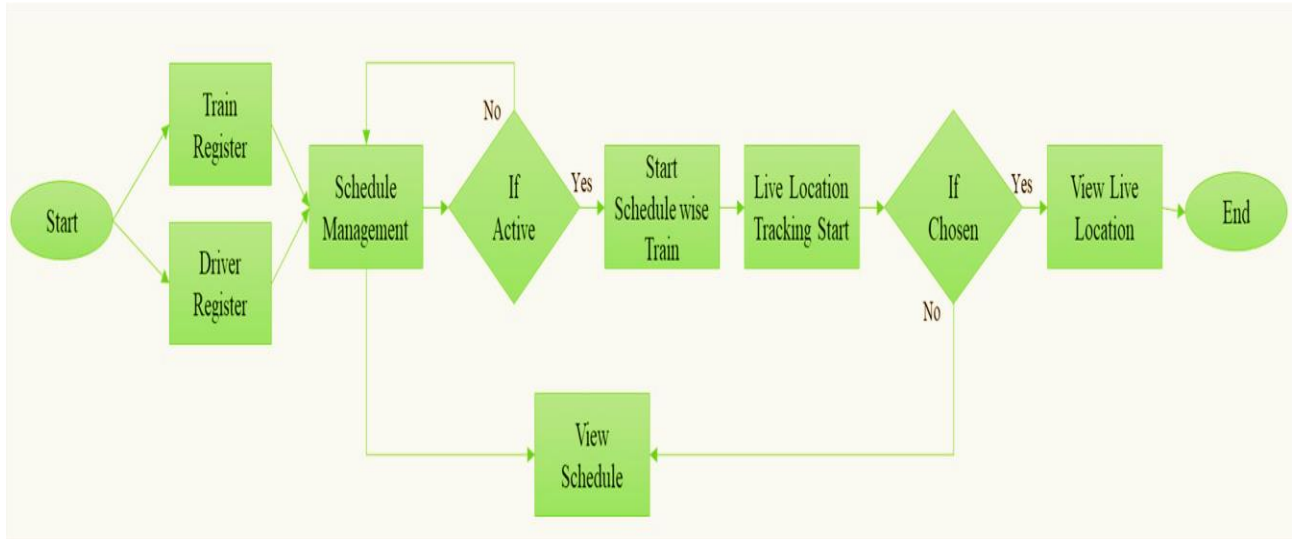 Start
Train
Register
Driver
Register
Schedule
Management
No
If
Active
Yes
Start
Schedule wise
Train
Live Location
Tracking Start
If
Chosen
Yes
No
View Live
Location
End
View
Schedule